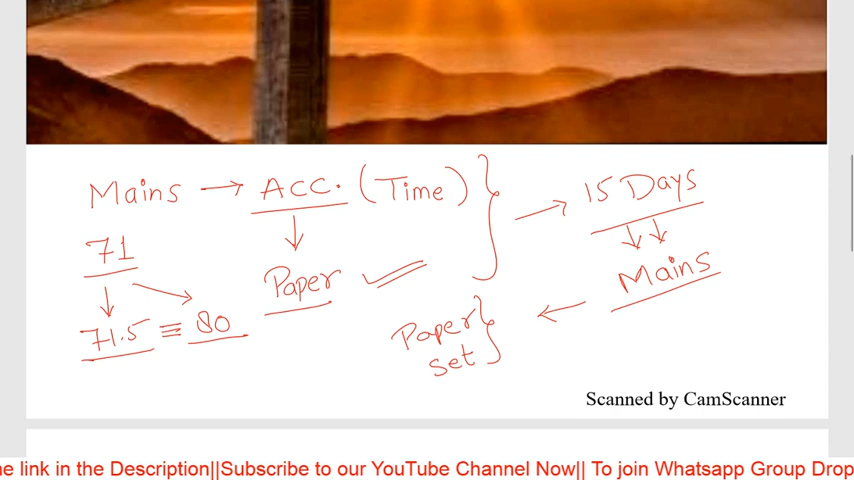 Mains → ACC. (Time) } → 15 Days
71
Paper
Mains
71.5 ≡ 80
Paper }
set
Scanned by CamScanner
ne link in the Description||Subscribe to our YouTube Channel Now|| To join Whatsapp Group Drop